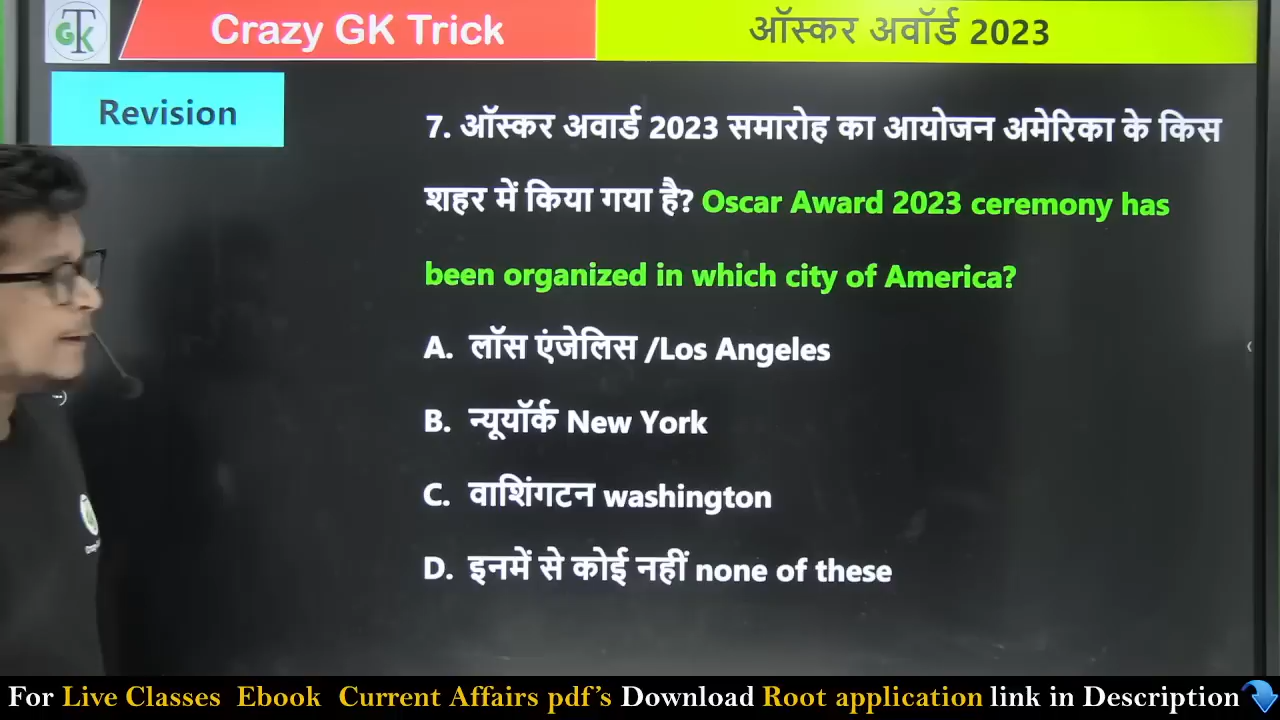 GTK
Crazy GK Trick
ऑस्कर अवॉर्ड 2023
Revision
7. ऑस्कर अवार्ड 2023 समारोह का आयोजन अमेरिका के किस
शहर में किया गया है? Oscar Award 2023 ceremony has
been organized in which city of America?
A. लॉस एंजेलिस /Los Angeles
B. न्यूयॉर्क New York
C. वाशिंगटन washington
D. इनमें से कोई नहीं none of these
For Live Classes Ebook Current Affairs pdf's Download Root application link in Description